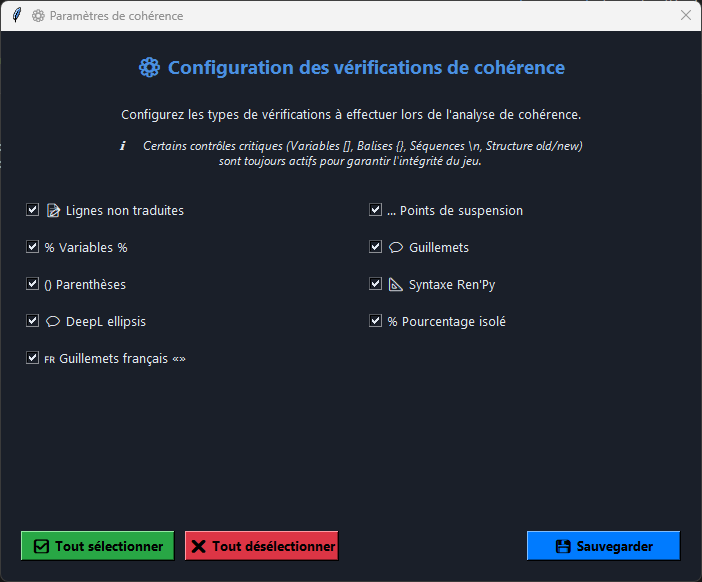 Paramètres de cohérence
Configuration des vérifications de cohérence
Configurez les types de vérifications à effectuer lors de l'analyse de cohérence.
ℹ Certains contrôles critiques (Variables [], Balises {}, Séquences \n, Structure old/new)
sont toujours actifs pour garantir l'intégrité du jeu.
Lignes non traduites
... Points de suspension
% Variables %
Guillemets
() Parenthèses
Syntaxe Ren'Py
DeepL ellipsis
% Pourcentage isolé
FR Guillemets français «»
Tout sélectionner
Tout désélectionner
Sauvegarder